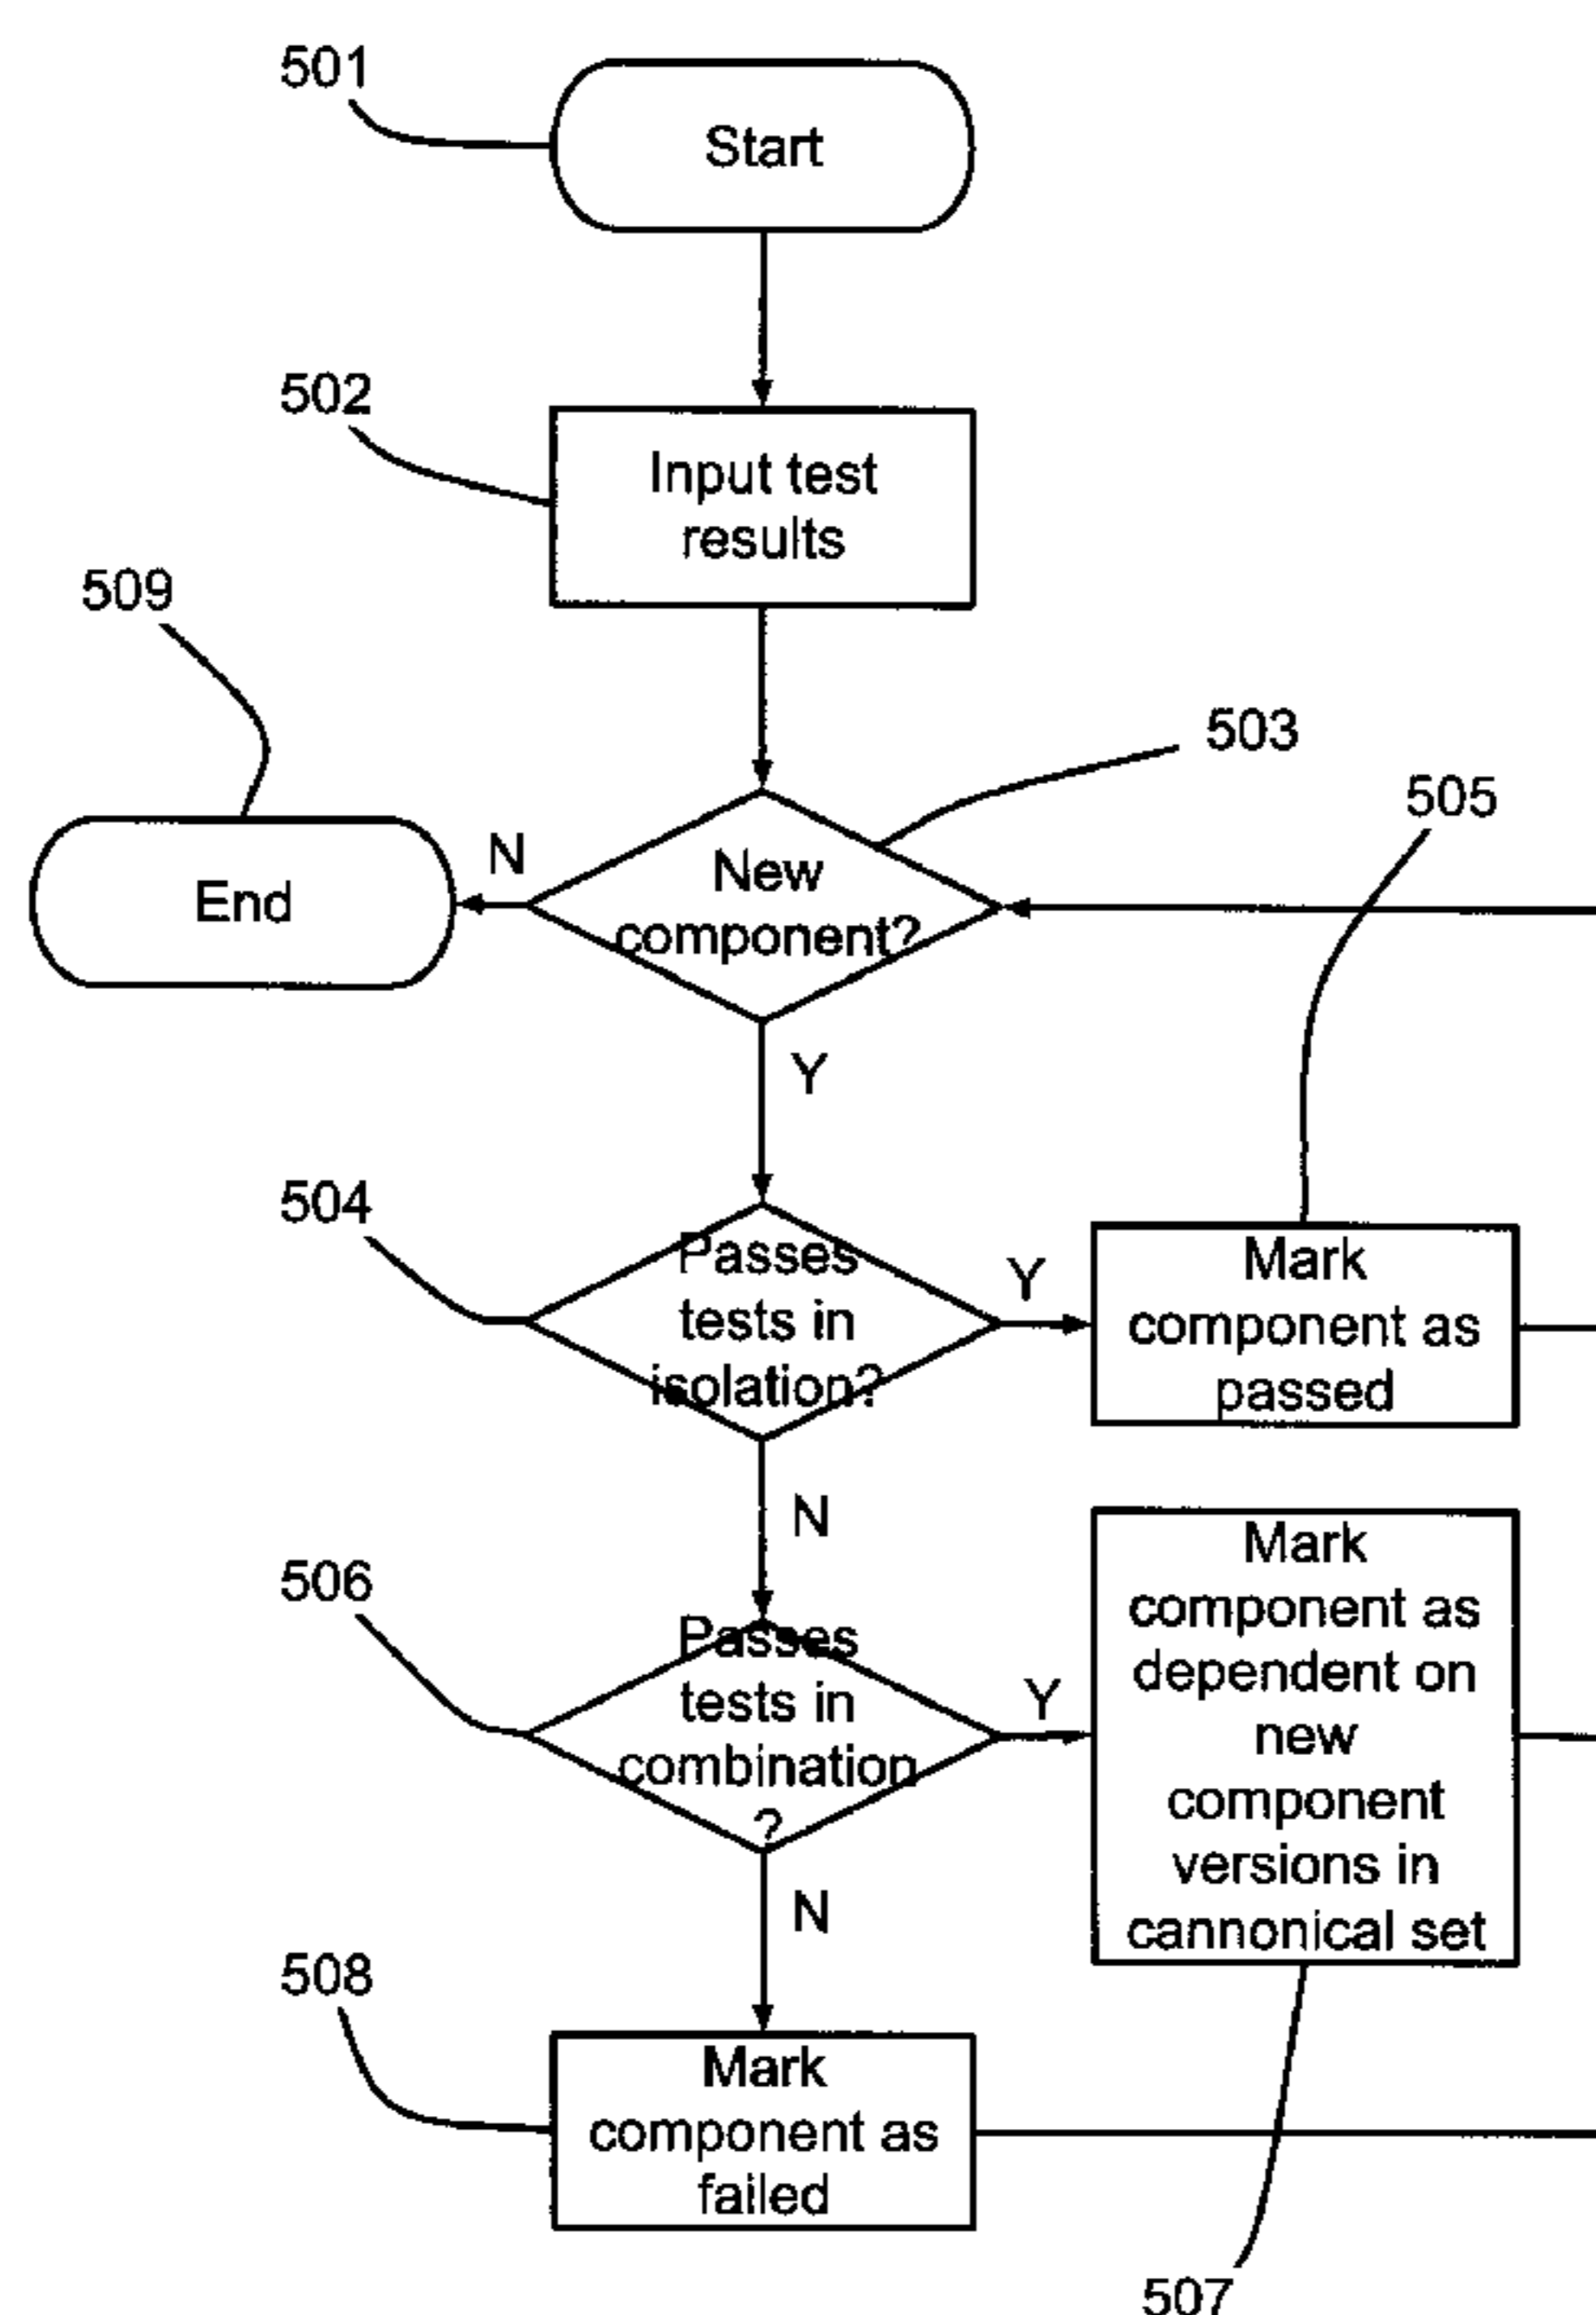 501
Start
502
Input test
results
509
503
505
N
New
component?
End
Y
504
Passes
tests in
isolation?
Y
Mark
component as
passed
N
506
Passes
tests in
combination
?
Y
Mark
component as
dependent on
new
component
versions in
cannonical set
N
508
Mark
component as
failed
507